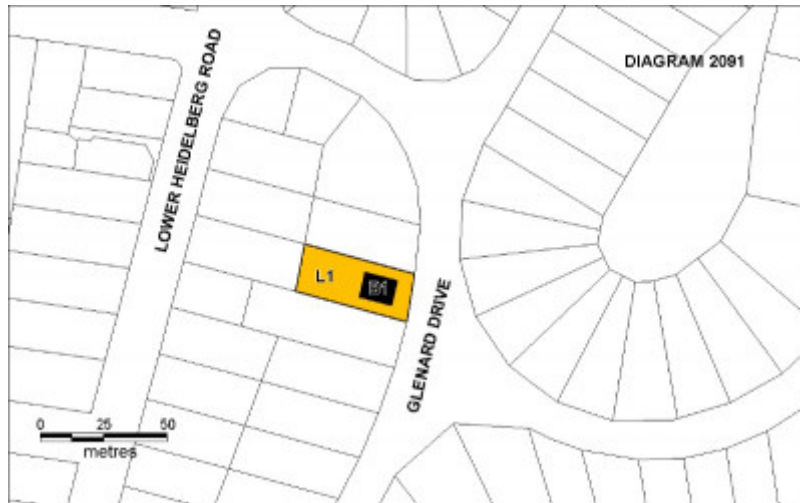 DIAGRAM 2091
LOWER HEIDELBERG ROAD
L1
B1
GLENARD DRIVE
0 25 50
metres